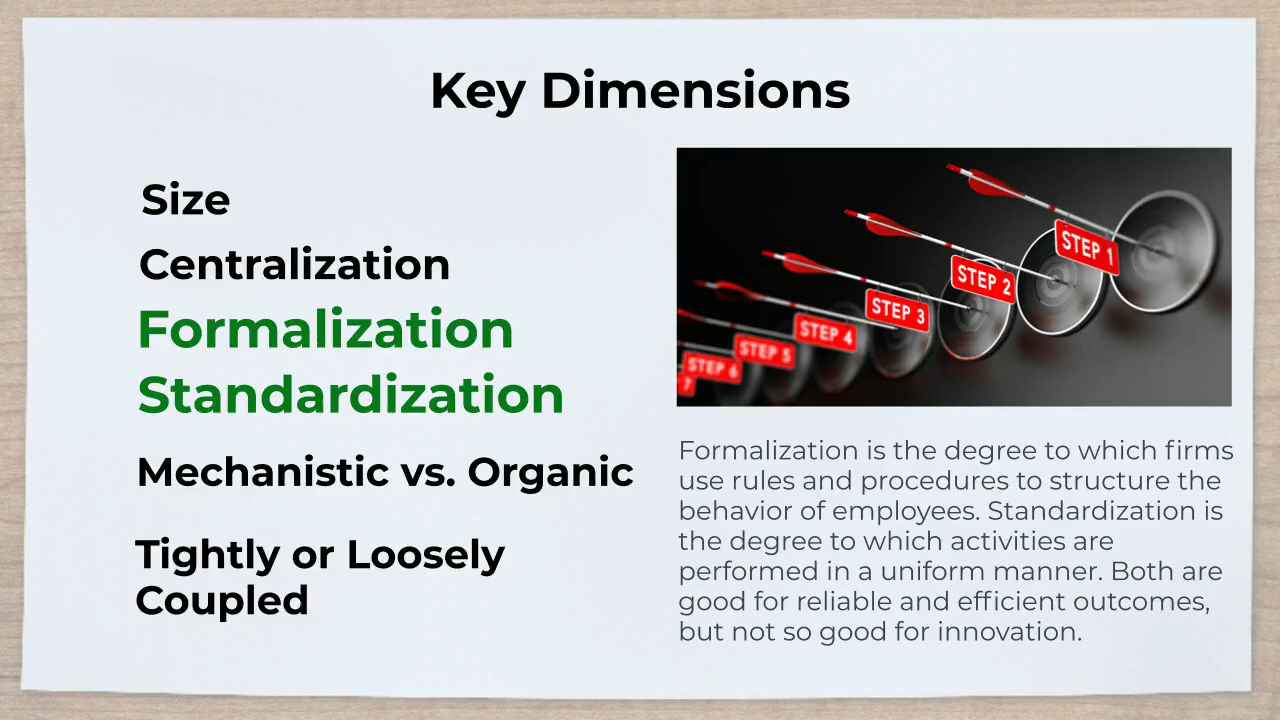 Key Dimensions
Size
Centralization
Formalization
Standardization
Mechanistic vs. Organic
Tightly or Loosely
Coupled
STEP 1
STEP 2
STEP 3
STEP 4
STEP 5
STEP 6
7
Formalization is the degree to which firms
use rules and procedures to structure the
behavior of employees. Standardization is
the degree to which activities are
performed in a uniform manner. Both are
good for reliable and efficient outcomes,
but not so good for innovation.